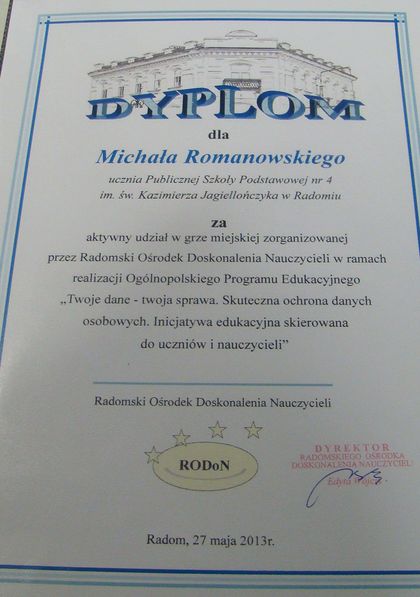 DYPLOM
dla
Michała Romanowskiego
ucznia Publicznej Szkoły Podstawowej nr 4
im. św. Kazimierza Jagiellończyka w Radomiu
za
aktywny udział w grze miejskiej zorganizowanej
przez Radomski Ośrodek Doskonalenia Nauczycieli w ramach
realizacji Ogólnopolskiego Programu Edukacyjnego
„Twoje dane - twoja sprawa. Skuteczna ochrona danych
osobowych. Inicjatywa edukacyjna skierowana
do uczniów i nauczycieli”
Radomski Ośrodek Doskonalenia Nauczycieli
RODoN
DYREKTOR
RADOMSKIEGO OŚRODKA
DOSKONALENIA NAUCZYCIELI
Edyta
Radom, 27 maja 2013r.